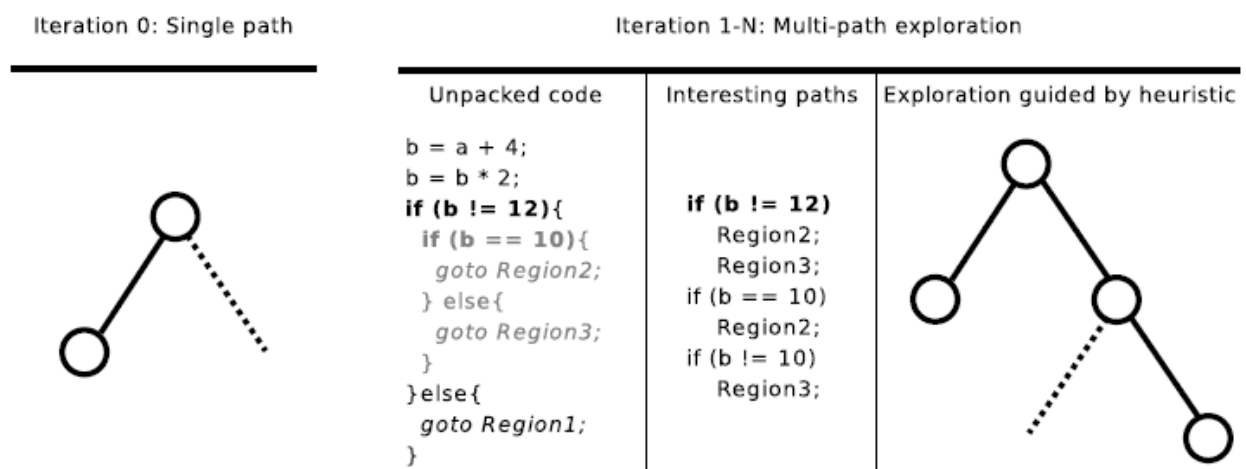 Iteration 0: Single path
Iteration 1-N: Multi-path exploration
Unpacked code
b = a + 4;
b = b * 2;
if (b != 12){
if (b == 10){
goto Region2;
} else{
goto Region3;
}
}else{
goto Region1;
}
Interesting paths
if (b != 12)
Region2;
Region3;
if (b == 10)
Region2;
if (b != 10)
Region3;
Exploration guided by heuristic